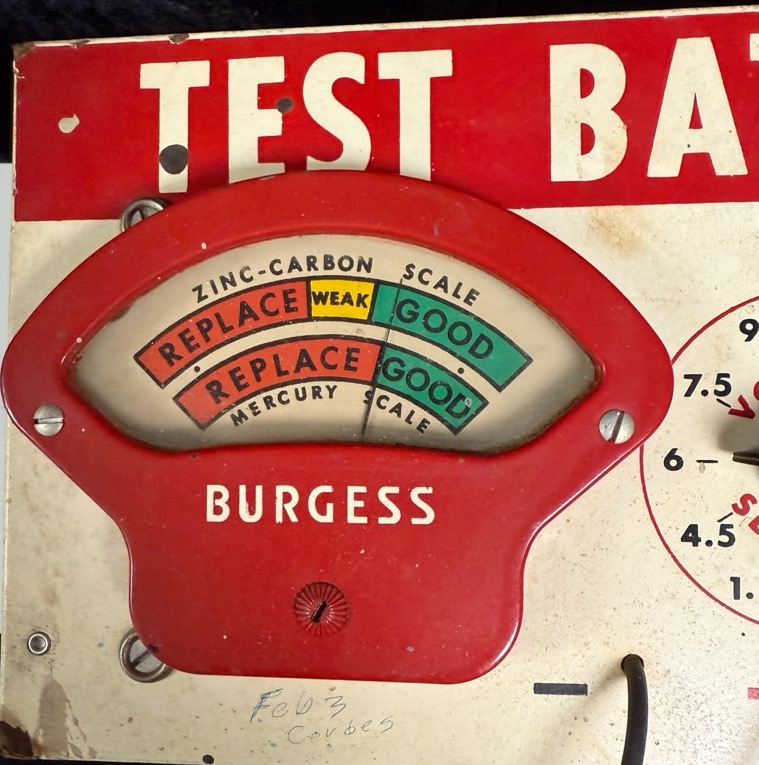 TEST BA
ZINC-CARBON SCALE
REPLACE WEAK GOOD
REPLACE GOOD
MERCURY SCALE
BURGESS
9
7.5
6
4.5
1.
Feb 3